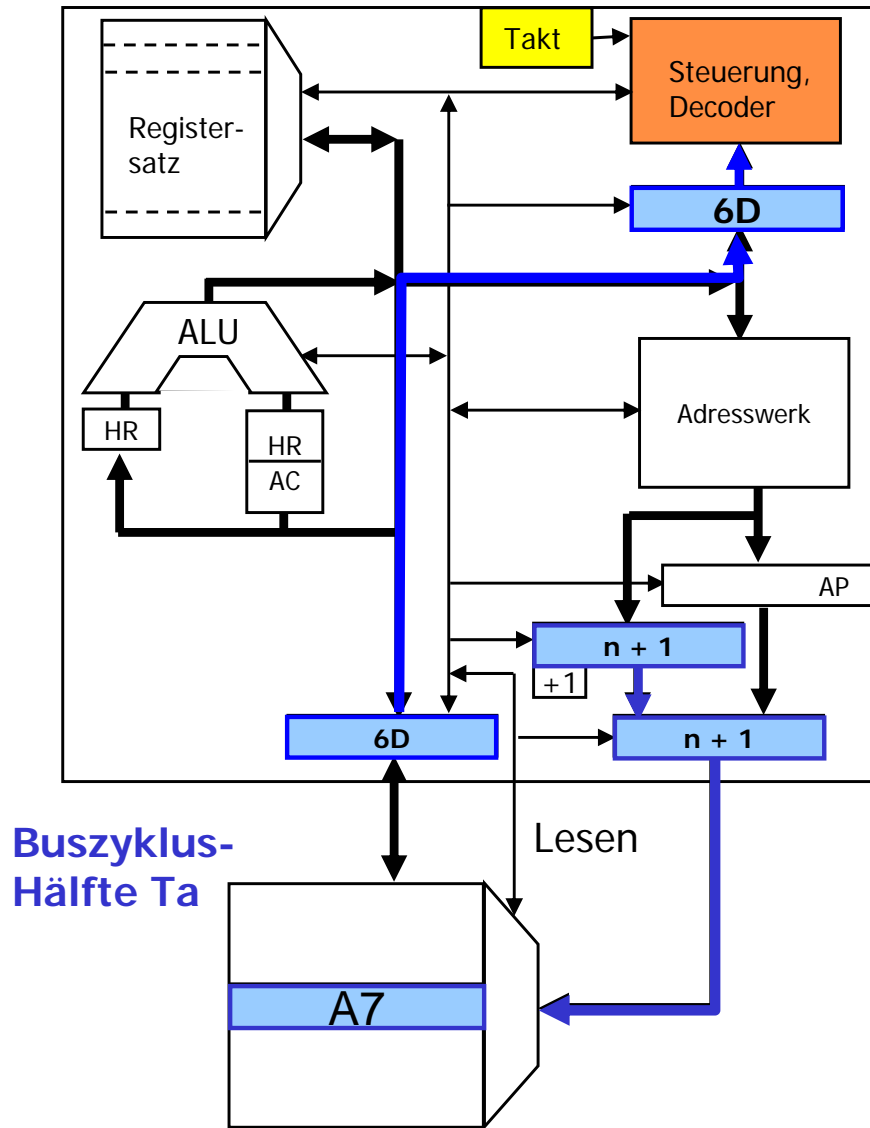 Takt
Steuerung,
Decoder
Register-
satz
6D
ALU
HR
HR
AC
Adresswerk
AP
n + 1
+1
6D
n + 1
Buszyklus-
Hälfte Ta
Lesen
A7